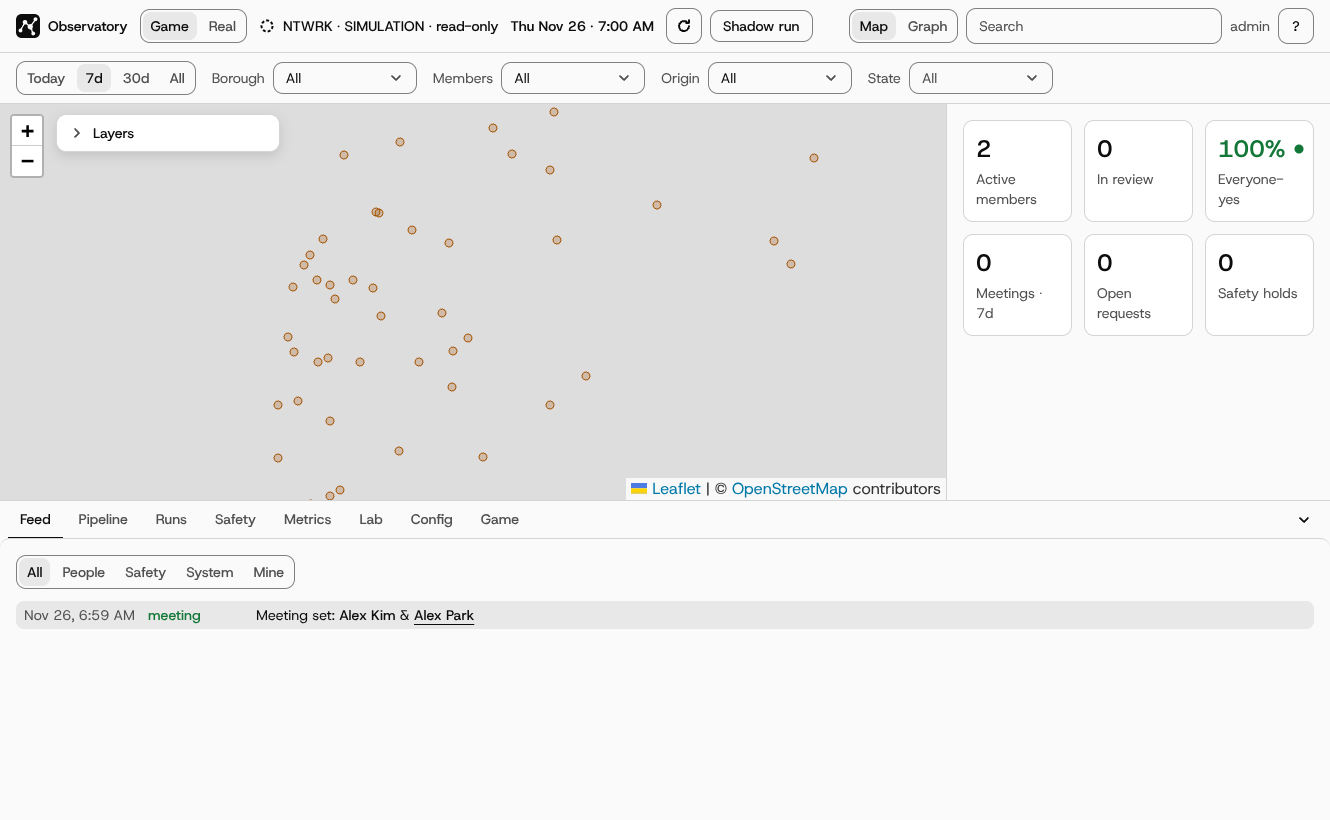 Observatory Game Real NTWRK · SIMULATION · read-only Thu Nov 26 · 7:00 AM Shadow run Map Graph Search admin ?
Today 7d 30d All Borough All Members All Origin All State All
+
−
Layers
2
Active members
0
In review
100%
Everyone-yes
0
Meetings · 7d
0
Open requests
0
Safety holds
Leaflet | © OpenStreetMap contributors
Feed Pipeline Runs Safety Metrics Lab Config Game
All People Safety System Mine
Nov 26, 6:59 AM meeting Meeting set: Alex Kim & Alex Park